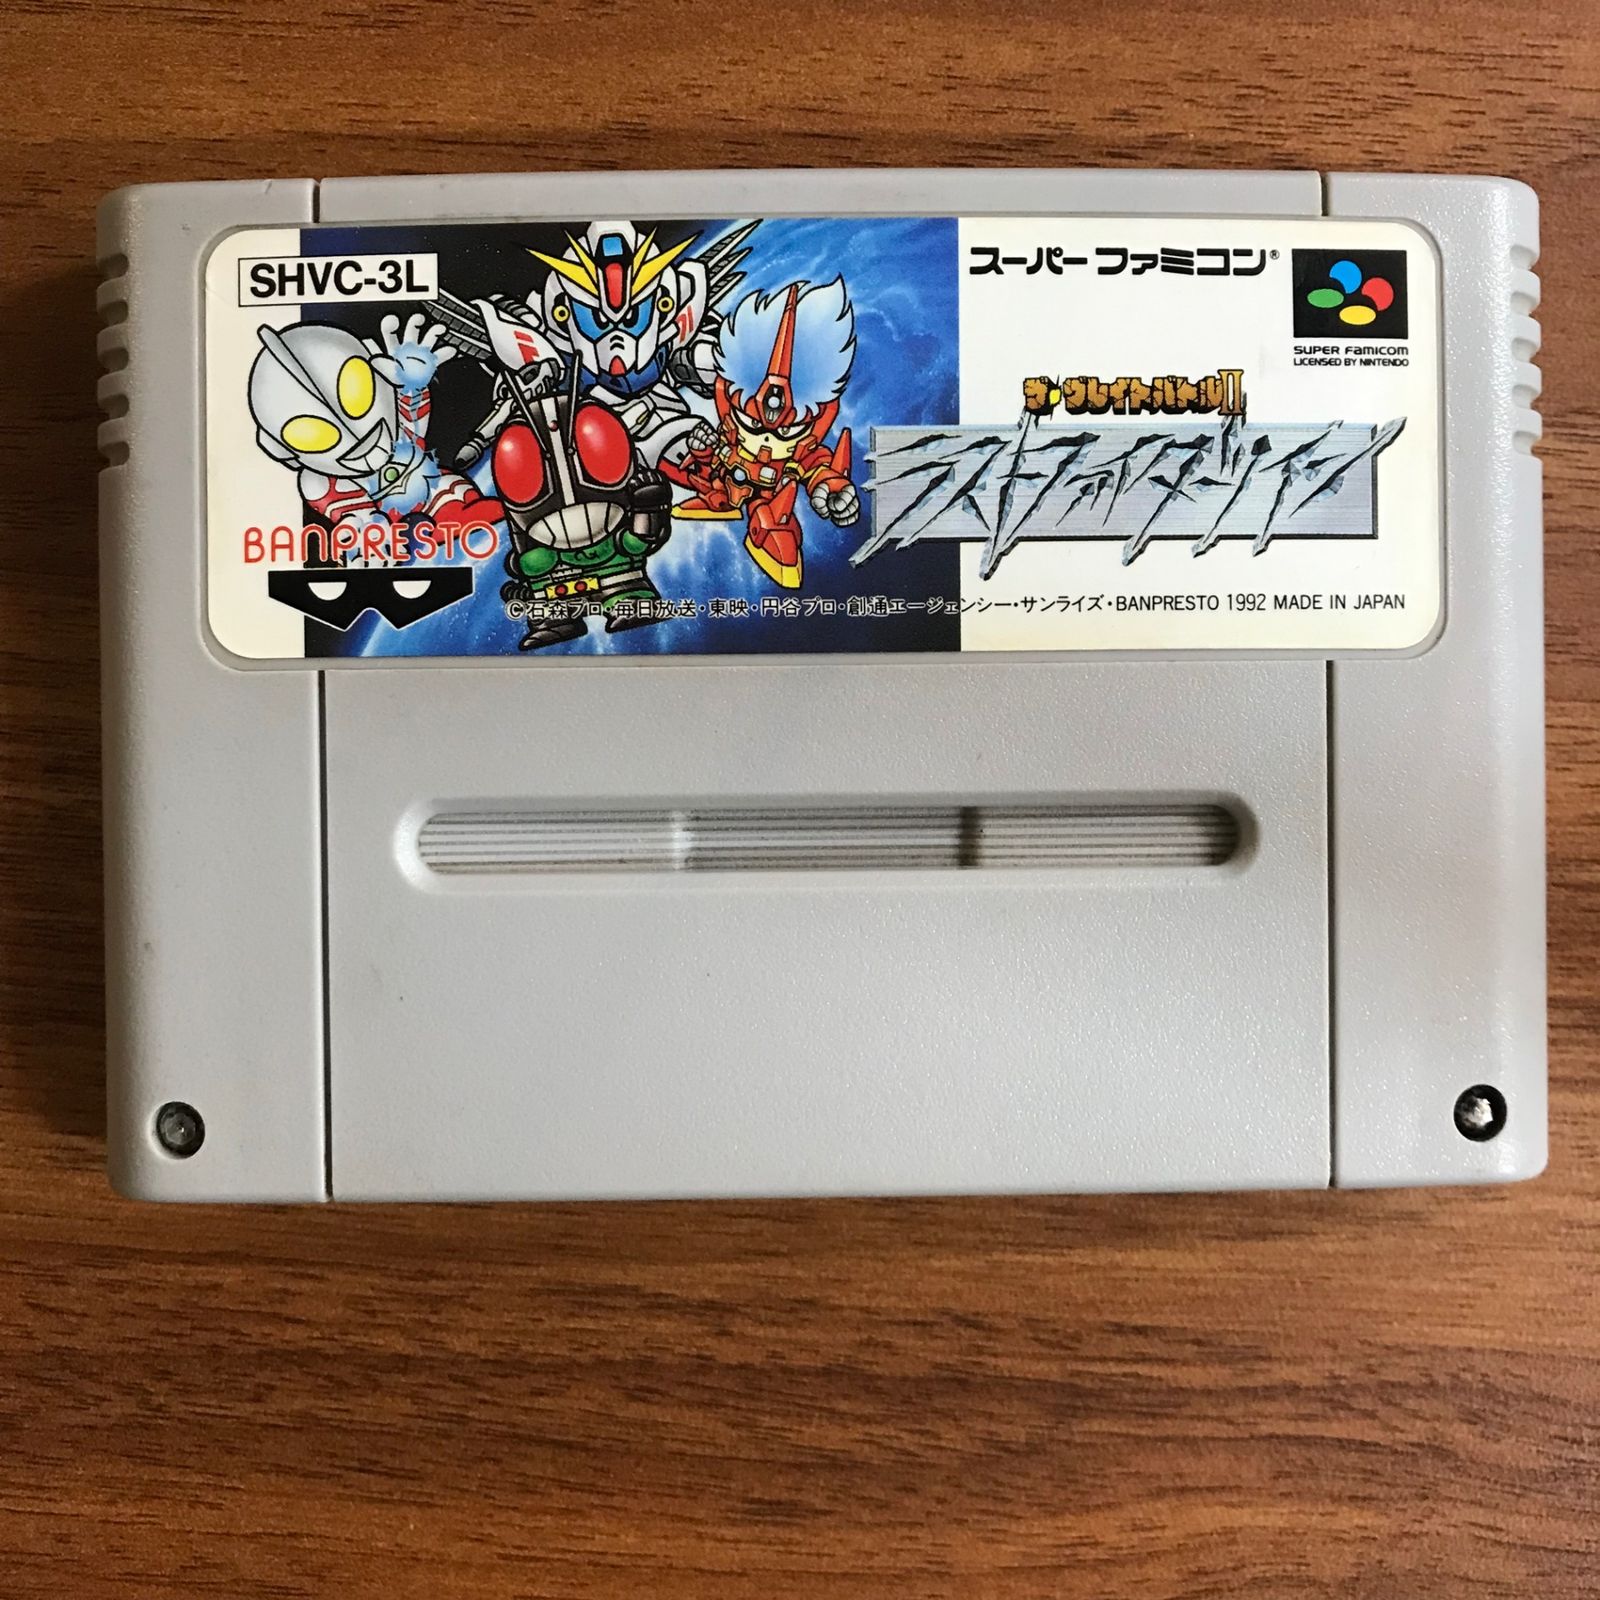 SHVC-3L
スーパーファミコン®
SUPER FAMICOM
LICENSED BY NINTENDO
ザ・グレイトバトルII
ラストファイターツイン
BANPRESTO
©石森プロ・毎日放送・東映・円谷プロ・創通エージェンシー・サンライズ・BANPRESTO 1992 MADE IN JAPAN